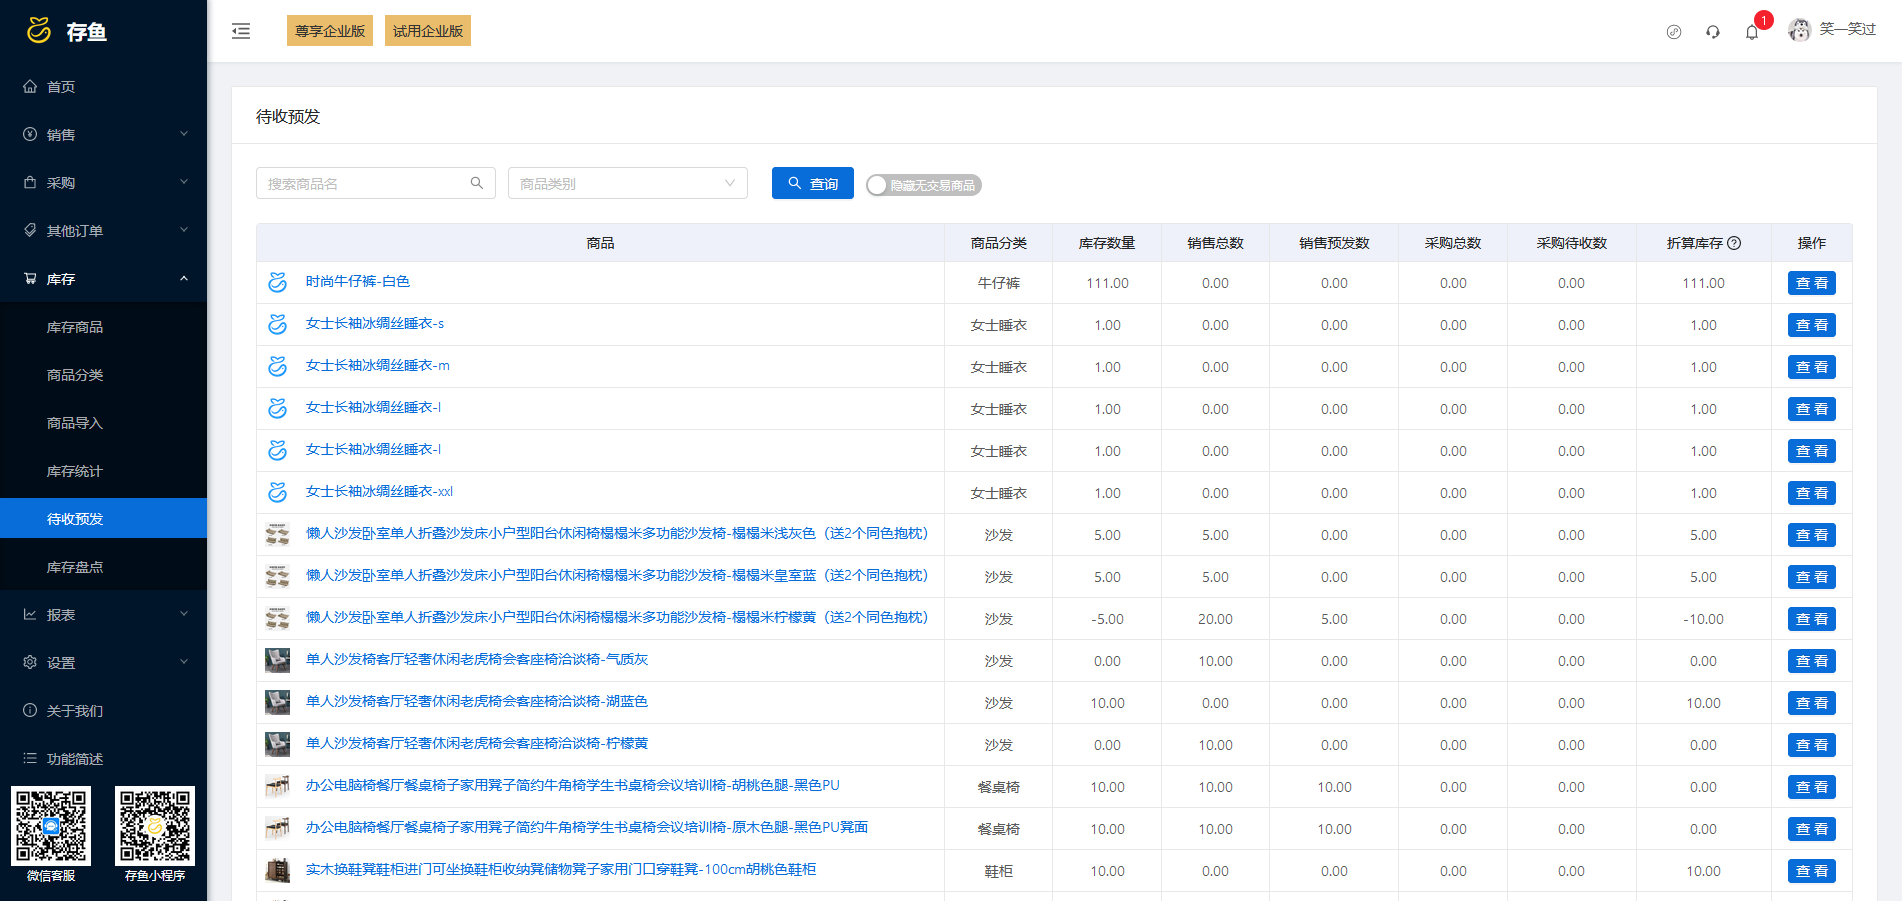 存鱼
尊享企业版
试用企业版
1
笑一笑过
首页
销售
采购
其他订单
库存
库存商品
商品分类
商品导入
库存统计
待收预发
库存盘点
报表
设置
关于我们
功能简述
微信客服
存鱼小程序
待收预发
搜索商品名
商品类别
查询
隐藏无交易商品
商品 商品分类 库存数量 销售总数 销售预发数 采购总数 采购待收数 折算库存 操作
时尚牛仔裤-白色 牛仔裤 111.00 0.00 0.00 0.00 0.00 111.00 查看
女士长袖冰绸丝睡衣-s 女士睡衣 1.00 0.00 0.00 0.00 0.00 1.00 查看
女士长袖冰绸丝睡衣-m 女士睡衣 1.00 0.00 0.00 0.00 0.00 1.00 查看
女士长袖冰绸丝睡衣-l 女士睡衣 1.00 0.00 0.00 0.00 0.00 1.00 查看
女士长袖冰绸丝睡衣-l 女士睡衣 1.00 0.00 0.00 0.00 0.00 1.00 查看
女士长袖冰绸丝睡衣-xxl 女士睡衣 1.00 0.00 0.00 0.00 0.00 1.00 查看
懒人沙发卧室单人折叠沙发床小户型阳台休闲椅榻榻米多功能沙发椅-榻榻米浅灰色（送2个同色抱枕） 沙发 5.00 5.00 0.00 0.00 0.00 5.00 查看
懒人沙发卧室单人折叠沙发床小户型阳台休闲椅榻榻米多功能沙发椅-榻榻米皇室蓝（送2个同色抱枕） 沙发 5.00 5.00 0.00 0.00 0.00 5.00 查看
懒人沙发卧室单人折叠沙发床小户型阳台休闲椅榻榻米多功能沙发椅-榻榻米柠檬黄（送2个同色抱枕） 沙发 -5.00 20.00 5.00 0.00 0.00 -10.00 查看
单人沙发椅客厅轻奢休闲老虎椅会客座椅洽谈椅-气质灰 沙发 0.00 10.00 0.00 0.00 0.00 0.00 查看
单人沙发椅客厅轻奢休闲老虎椅会客座椅洽谈椅-湖蓝色 沙发 10.00 0.00 0.00 0.00 0.00 10.00 查看
单人沙发椅客厅轻奢休闲老虎椅会客座椅洽谈椅-柠檬黄 沙发 0.00 10.00 0.00 0.00 0.00 0.00 查看
办公电脑椅餐厅餐桌椅子家用凳子简约牛角椅学生书桌椅会议培训椅-胡桃色腿-黑色PU 餐桌椅 10.00 10.00 10.00 0.00 0.00 0.00 查看
办公电脑椅餐厅餐桌椅子家用凳子简约牛角椅学生书桌椅会议培训椅-原木色腿-黑色PU凳面 餐桌椅 10.00 10.00 10.00 0.00 0.00 0.00 查看
实木换鞋凳鞋柜进门可坐换鞋柜收纳凳储物凳子家用门口穿鞋凳-100cm胡桃色鞋柜 鞋柜 10.00 0.00 0.00 0.00 0.00 10.00 查看